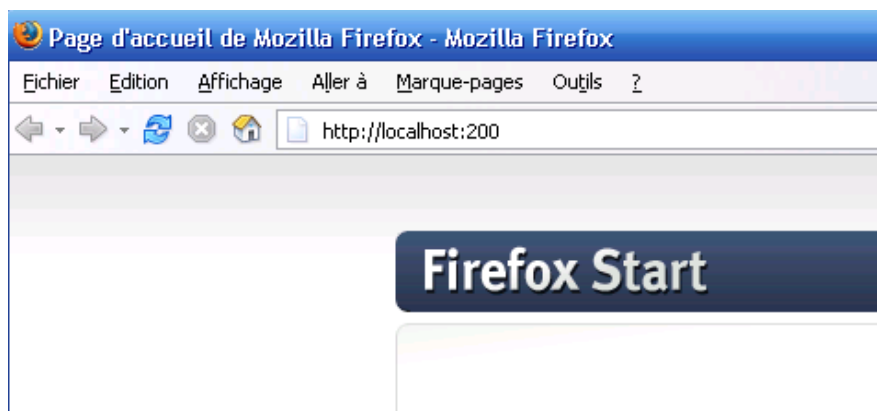 Page d'accueil de Mozilla Firefox - Mozilla Firefox
Fichier Edition Affichage Aller à Marque-pages Outils ?
http://localhost:200
Firefox Start